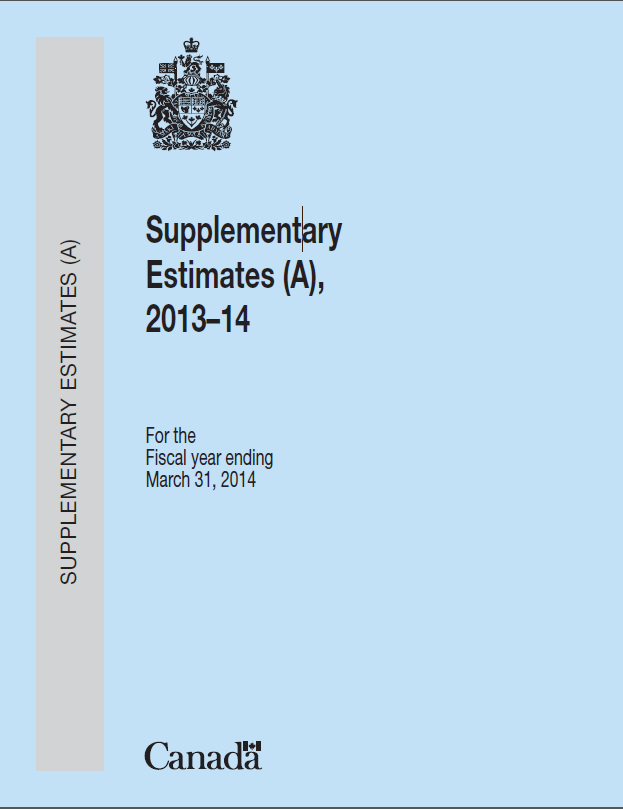 SUPPLEMENTARY ESTIMATES (A)
Supplementary
Estimates (A),
2013–14
For the
Fiscal year ending
March 31, 2014
Canada